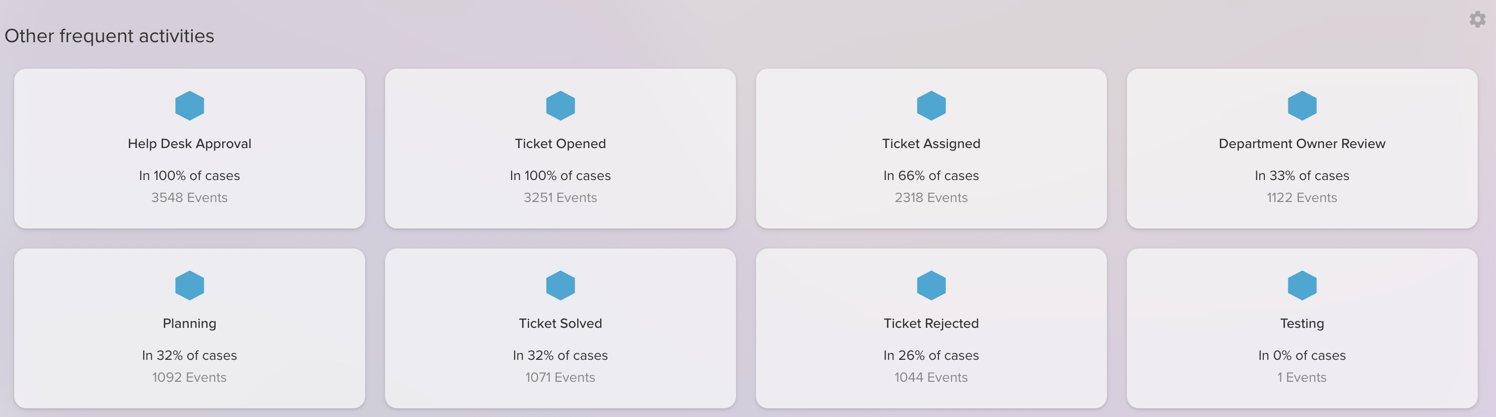 Other frequent activities
Help Desk Approval
In 100% of cases
3548 Events
Ticket Opened
In 100% of cases
3251 Events
Ticket Assigned
In 66% of cases
2318 Events
Department Owner Review
In 33% of cases
1122 Events
Planning
In 32% of cases
1092 Events
Ticket Solved
In 32% of cases
1071 Events
Ticket Rejected
In 26% of cases
1044 Events
Testing
In 0% of cases
1 Events